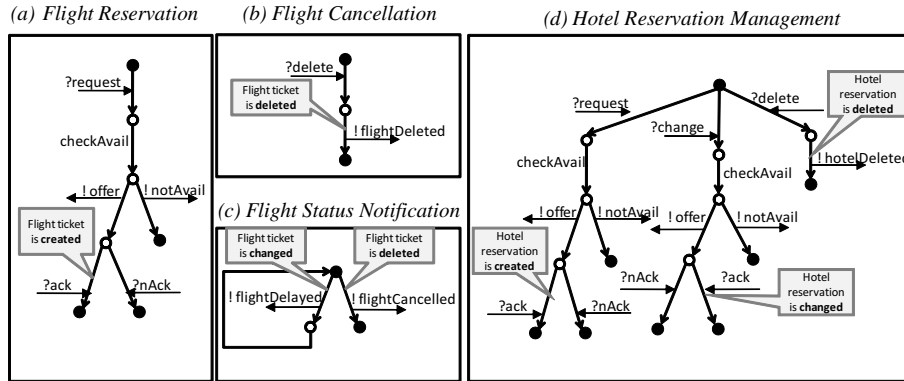 (a) Flight Reservation
?request
checkAvail
! offer
! notAvail
Flight ticket
is created
?ack
?nAck
(b) Flight Cancellation
?delete
Flight ticket
is deleted
! flightDeleted
(c) Flight Status Notification
Flight ticket
is changed
Flight ticket
is deleted
! flightDelayed
! flightCancelled
(d) Hotel Reservation Management
?request
?change
?delete
Hotel
reservation
is deleted
! hotelDeleted
checkAvail
checkAvail
! offer
! notAvail
! offer
! notAvail
Hotel
reservation
is created
?ack
?nAck
?nAck
?ack
Hotel
reservation
is changed